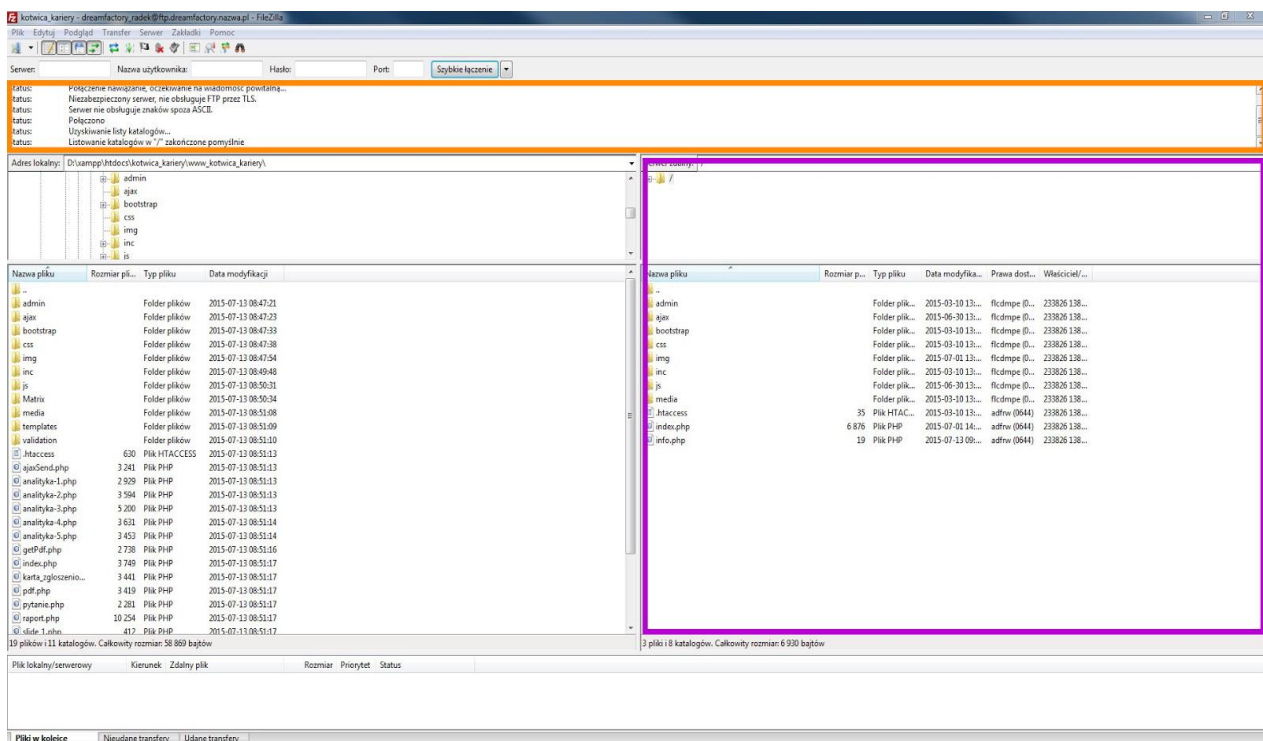 kotwica_kariery - dreamfactory_radek@ftp.dreamfactory.nazwa.pl - FileZilla
Plik Edytuj Podgląd Transfer Serwer Zakładki Pomoc
Serwer: Nazwa użytkownika: Hasło: Port: Szybkie łączenie
tatus: Połączenie nawiązanie, oczekiwanie na wiadomość powitalną...
tatus: Niezabezpieczony serwer, nie obsługuje FTP przez TLS.
tatus: Serwer nie obsługuje znaków spoza ASCII.
tatus: Połączono
tatus: Uzyskiwanie listy katalogów...
tatus: Listowanie katalogów w "/" zakończone pomyślnie
Adres lokalny: D:\xampp\htdocs\kotwica_kariery\www_kotwica_kariery\
admin
ajax
bootstrap
css
img
inc
js
Nazwa pliku Rozmiar pli... Typ pliku Data modyfikacji
..
admin Folder plików 2015-07-13 08:47:21
ajax Folder plików 2015-07-13 08:47:23
bootstrap Folder plików 2015-07-13 08:47:33
css Folder plików 2015-07-13 08:47:38
img Folder plików 2015-07-13 08:47:54
inc Folder plików 2015-07-13 08:49:48
js Folder plików 2015-07-13 08:50:31
Matrix Folder plików 2015-07-13 08:50:34
media Folder plików 2015-07-13 08:51:08
templates Folder plików 2015-07-13 08:51:09
validation Folder plików 2015-07-13 08:51:10
.htaccess 630 Plik HTACCESS 2015-07-13 08:51:13
ajaxSend.php 3 241 Plik PHP 2015-07-13 08:51:13
analityka-1.php 2 929 Plik PHP 2015-07-13 08:51:13
analityka-2.php 3 594 Plik PHP 2015-07-13 08:51:13
analityka-3.php 5 200 Plik PHP 2015-07-13 08:51:13
analityka-4.php 3 631 Plik PHP 2015-07-13 08:51:14
analityka-5.php 3 453 Plik PHP 2015-07-13 08:51:14
getPdf.php 2 738 Plik PHP 2015-07-13 08:51:16
index.php 3 749 Plik PHP 2015-07-13 08:51:17
karta_zgloszenio... 3 441 Plik PHP 2015-07-13 08:51:17
pdf.php 3 419 Plik PHP 2015-07-13 08:51:17
pytanie.php 2 281 Plik PHP 2015-07-13 08:51:17
raport.php 10 254 Plik PHP 2015-07-13 08:51:17
slide_1.php 412 Plik PHP 2015-07-13 08:51:17
19 plików i 11 katalogów. Całkowity rozmiar: 58 869 bajtów
/
Nazwa pliku Rozmiar p... Typ pliku Data modyfika... Prawa dost... Właściciel/...
..
admin Folder plik... 2015-03-10 13:... flcdmpe (0... 233826 138...
ajax Folder plik... 2015-06-30 13:... flcdmpe (0... 233826 138...
bootstrap Folder plik... 2015-03-10 13:... flcdmpe (0... 233826 138...
css Folder plik... 2015-03-10 13:... flcdmpe (0... 233826 138...
img Folder plik... 2015-07-01 13:... flcdmpe (0... 233826 138...
inc Folder plik... 2015-03-10 13:... flcdmpe (0... 233826 138...
js Folder plik... 2015-06-30 13:... flcdmpe (0... 233826 138...
media Folder plik... 2015-03-10 13:... flcdmpe (0... 233826 138...
.htaccess 35 Plik HTAC... 2015-03-10 13:... adfrw (0644) 233826 138...
index.php 6 876 Plik PHP 2015-07-01 14:... adfrw (0644) 233826 138...
info.php 19 Plik PHP 2015-07-13 09:... adfrw (0644) 233826 138...
3 pliki i 8 katalogów. Całkowity rozmiar: 6 930 bajtów
Plik lokalny/serwerowy Kierunek Zdalny plik Rozmiar Priorytet Status
Pliki w kolejce Nieudane transfery Udane transfery